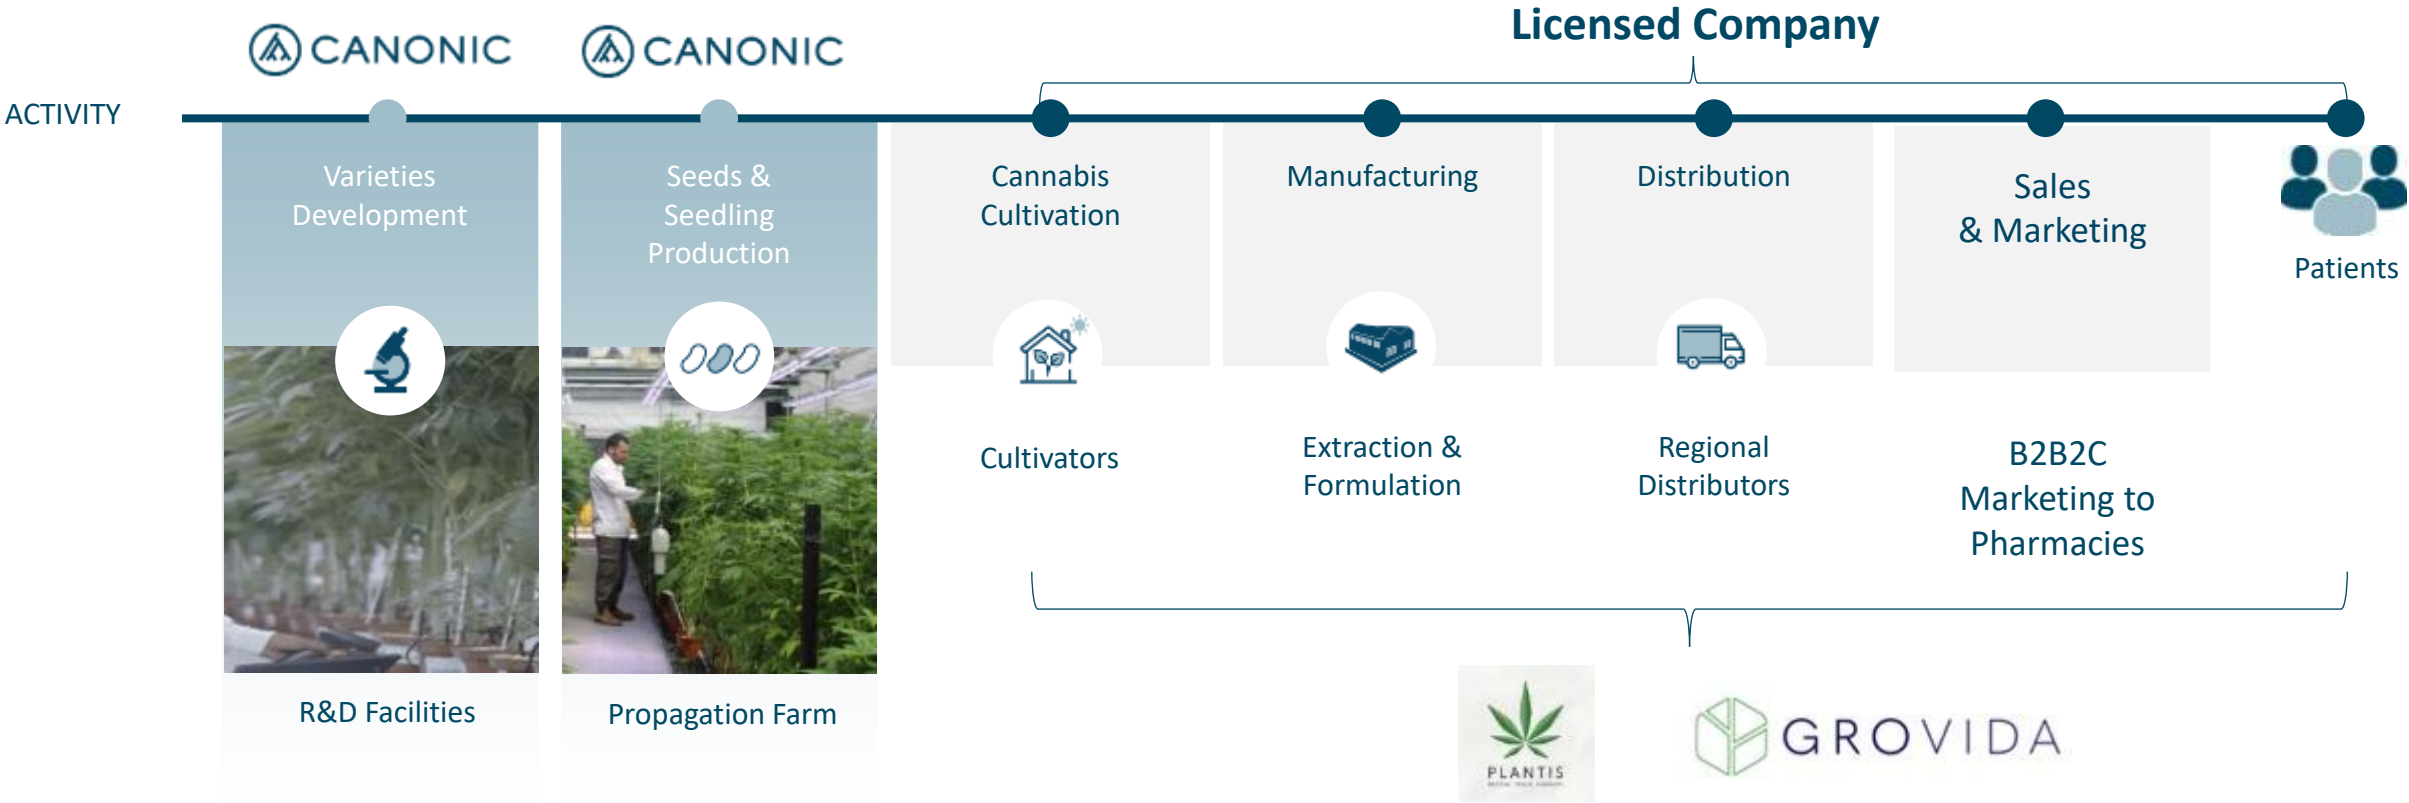 Licensed Company
CANONIC
CANONIC
ACTIVITY
Varieties
Development
Seeds &
Seedling
Production
Cannabis
Cultivation
Manufacturing
Distribution
Sales
& Marketing
Patients
Cultivators
Extraction &
Formulation
Regional
Distributors
B2B2C
Marketing to
Pharmacies
R&D Facilities
Propagation Farm
PLANTIS
GROVIDA